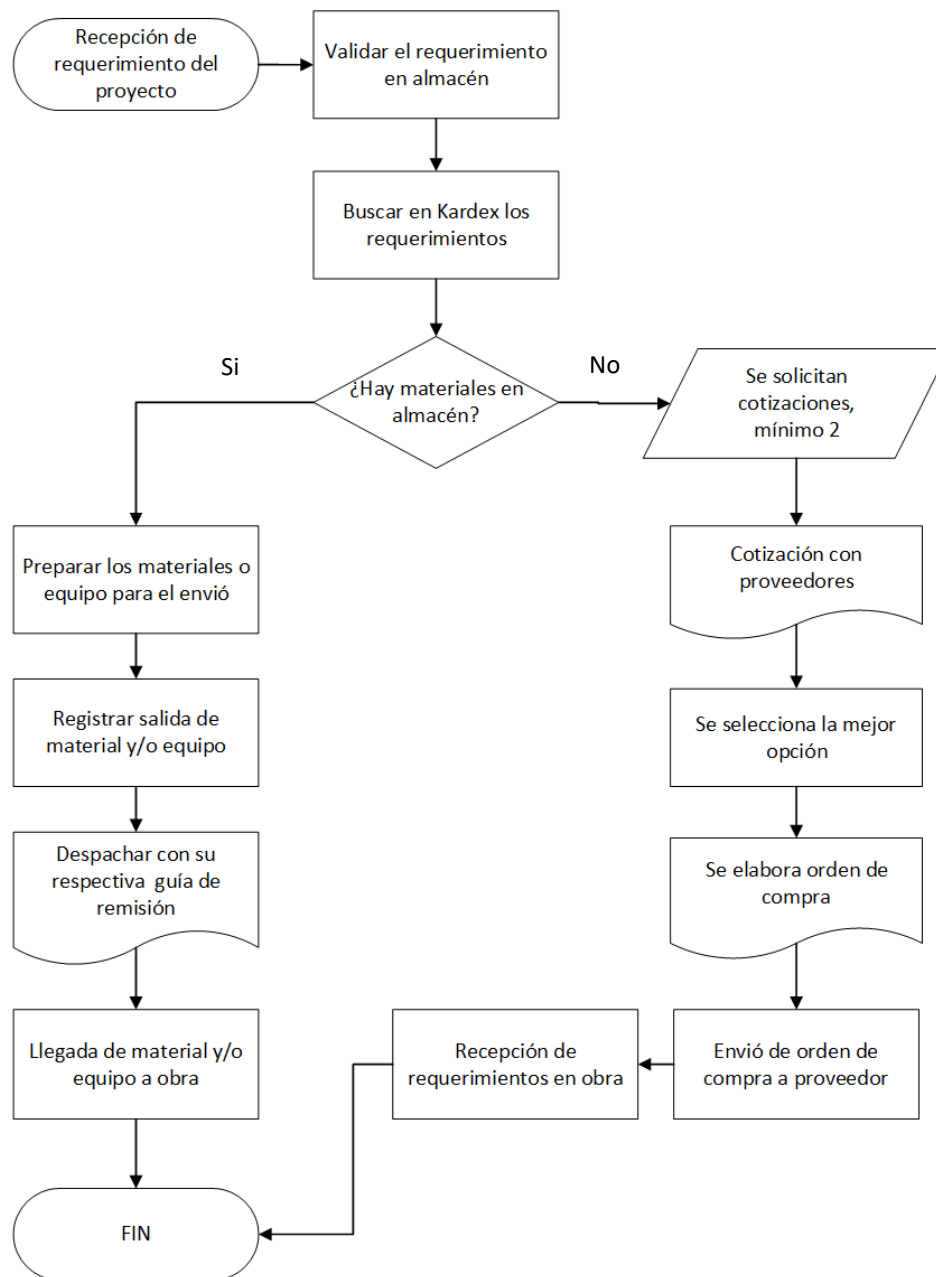 Recepción de
requerimiento del
proyecto
Validar el requerimiento
en almacén
Buscar en Kardex los
requerimientos
¿Hay materiales en
almacén?
Si
No
Se solicitan
cotizaciones,
mínimo 2
Preparar los materiales o
equipo para el envió
Registrar salida de
material y/o equipo
Despachar con su
respectiva guía de
remisión
Llegada de material y/o
equipo a obra
Cotización con
proveedores
Se selecciona la mejor
opción
Se elabora orden de
compra
Envió de orden de
compra a proveedor
Recepción de
requerimientos en obra
FIN